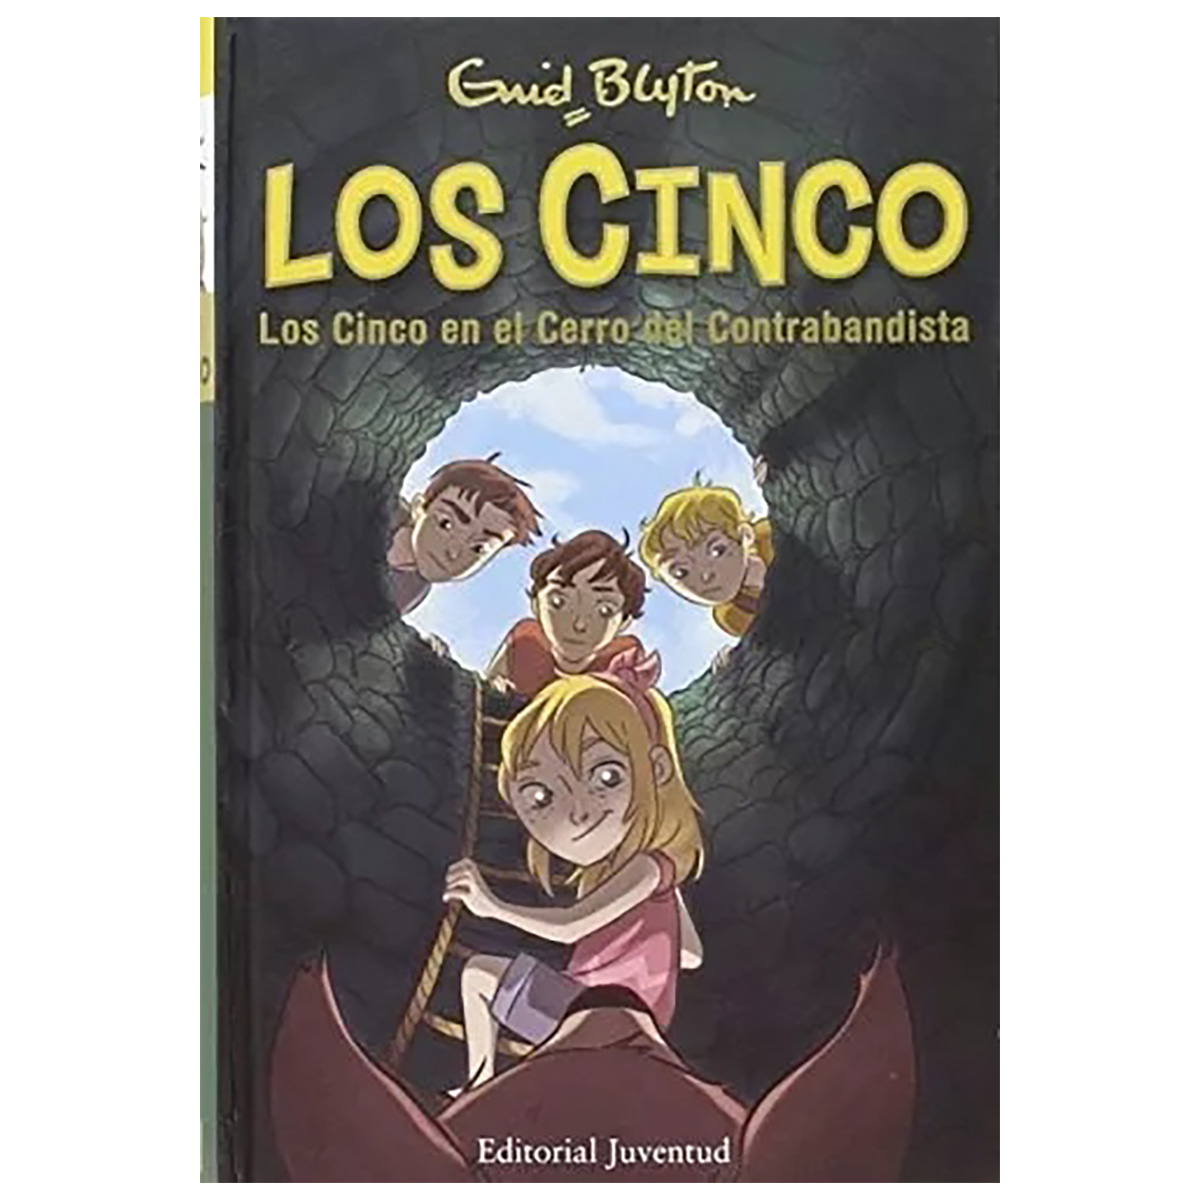 Enid Blyton
LOS CINCO
Los Cinco en el Cerro del Contrabandista
Editorial Juventud